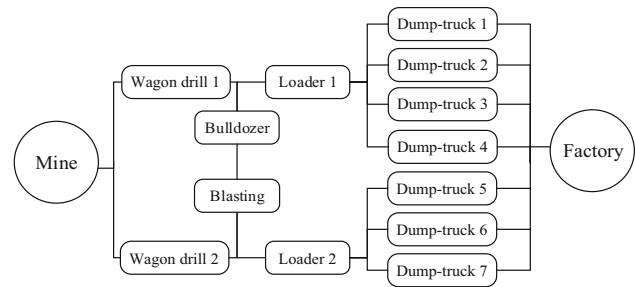 Mine
Wagon drill 1
Wagon drill 2
Bulldozer
Blasting
Loader 1
Loader 2
Dump-truck 1
Dump-truck 2
Dump-truck 3
Dump-truck 4
Dump-truck 5
Dump-truck 6
Dump-truck 7
Factory